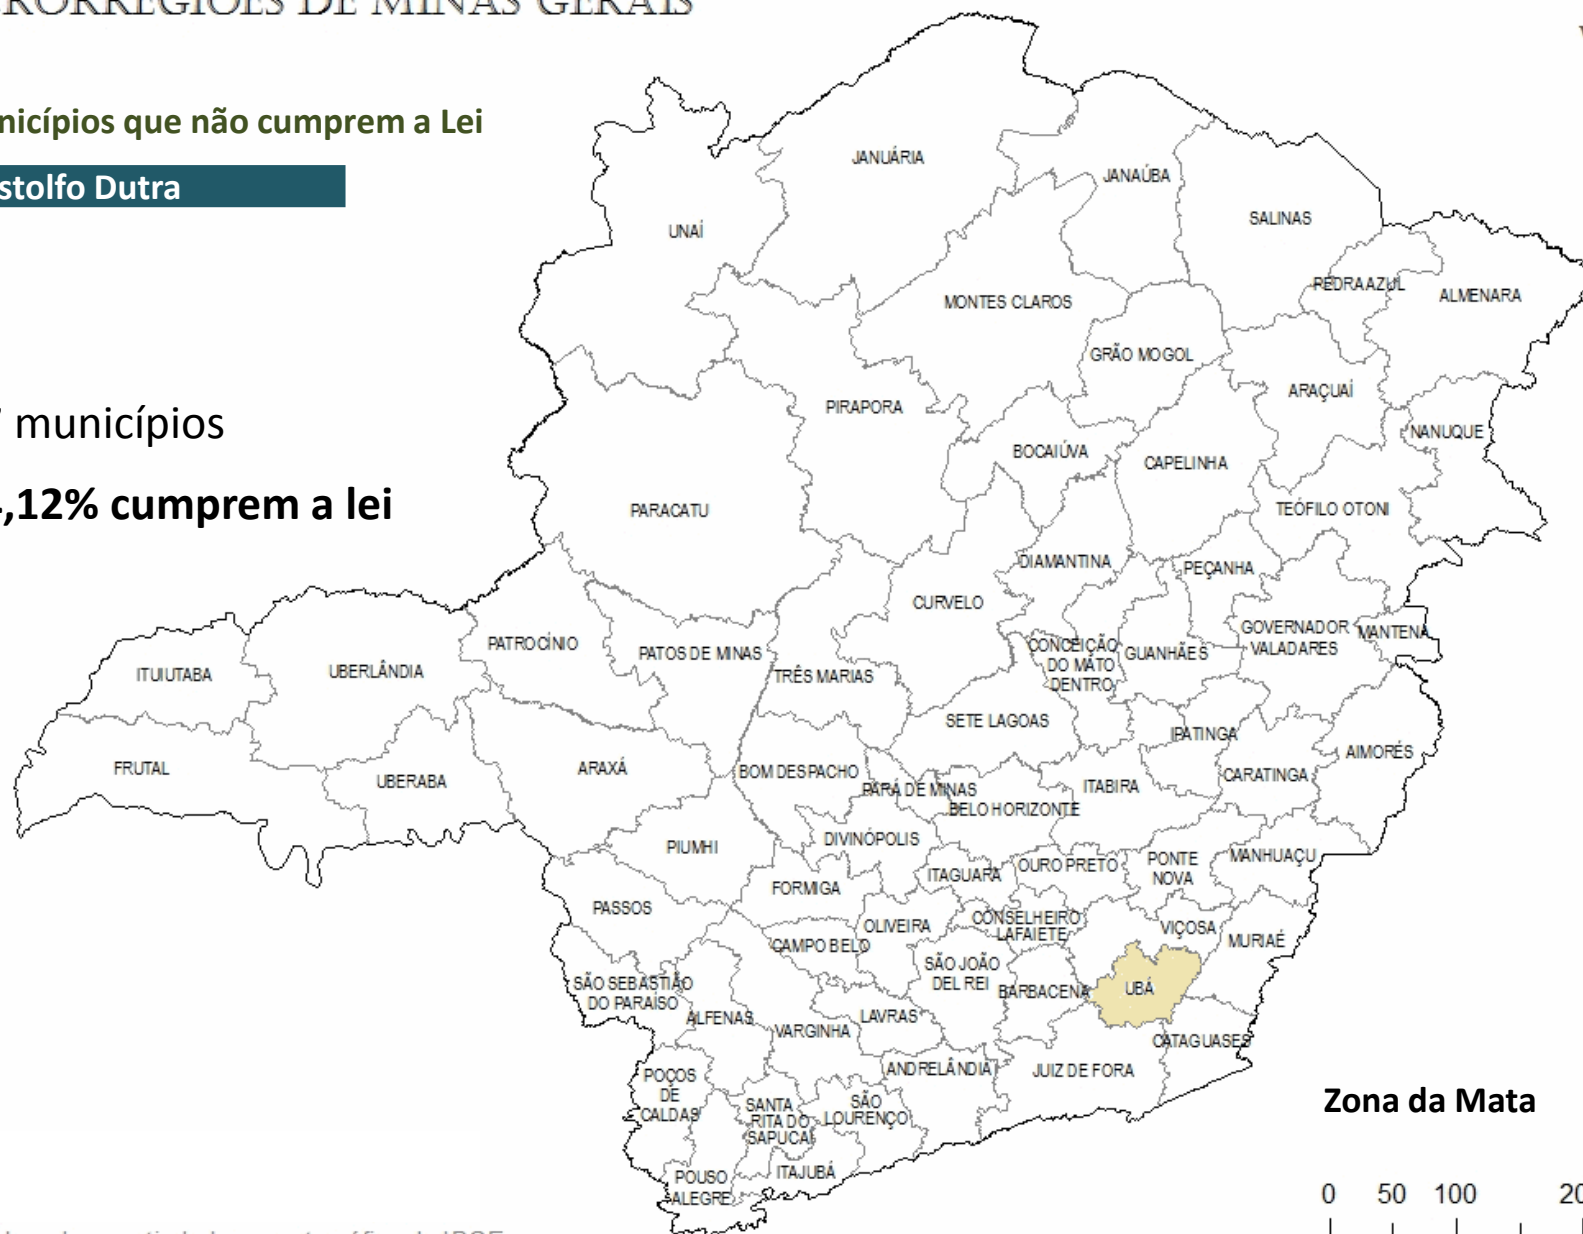 RORREGIÕES DE MINAS GERAIS
nicípios que não cumprem a Lei
stolfo Dutra
municípios
,12% cumprem a lei
JANUÁRIA
JANAÚBA
SALINAS
UNAÍ
PEDRA AZUL
ALMENARA
MONTES CLAROS
GRÃO MOGOL
ARAÇUAÍ
PIRAPORA
NANUQUE
BOCAIÚVA
CAPELINHA
PARACATU
TEÓFILO OTONI
DIAMANTINA
PEÇANHA
CURVELO
PATROCÍNIO
PATOS DE MINAS
CONCEIÇÃO
DO MATO
DENTRO
GUANHÃES
GOVERNADOR
VALADARES
MANTENA
ITUIUTABA
UBERLÂNDIA
TRÊS MARIAS
SETE LAGOAS
IPATINGA
AIMORÉS
FRUTAL
UBERABA
ARAXÁ
BOM DESPACHO
PARÁ DE MINAS
BELO HORIZONTE
ITABIRA
CARATINGA
PIUMHI
DIVINÓPOLIS
ITAGUARA
OURO PRETO
PONTE
NOVA
MANHUAÇU
FORMIGA
PASSOS
OLIVEIRA
CONSELHEIRO
LAFAIETE
VIÇOSA
MURIAÉ
CAMPO BELO
SÃO JOÃO
DEL REI
BARBACENA
UBÁ
SÃO SEBASTIÃO
DO PARAÍSO
ALFENAS
VARGINHA
LAVRAS
CATAGUASES
ANDRELÂNDIA
JUIZ DE FORA
POÇOS
DE
CALDAS
SANTA
RITA DO
SAPUCAÍ
SÃO
LOURENÇO
Zona da Mata
POUSO
ALEGRE
ITAJUBÁ
0 50 100 20